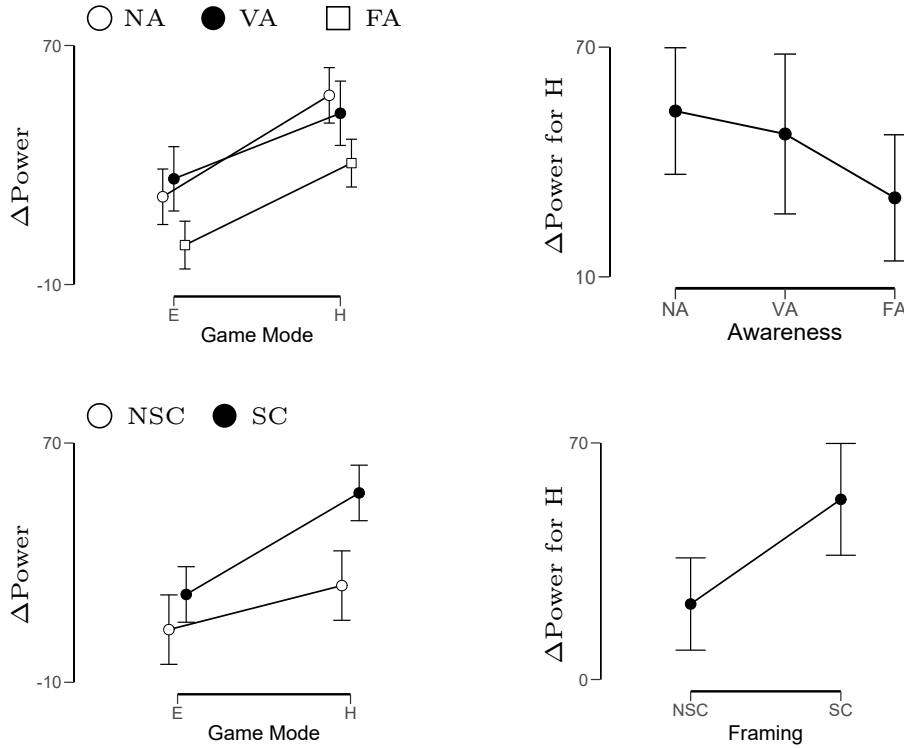 NA VA FA
70
ΔPower
-10
E H
Game Mode
70
ΔPower for H
10
NA VA FA
Awareness
NSC SC
70
ΔPower
-10
E H
Game Mode
70
ΔPower for H
0
NSC SC
Framing